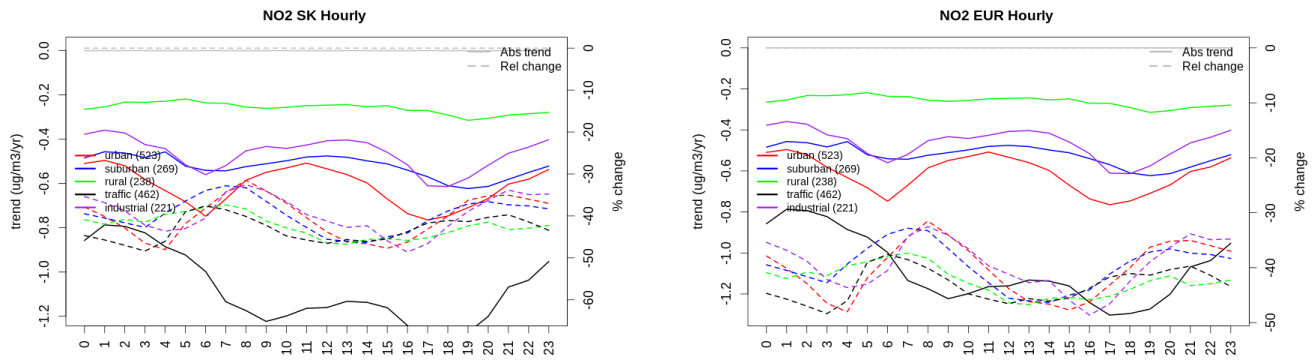 NO2 SK Hourly
trend (ug/m3/yr)
0.0
-0.2
-0.4
-0.6
-0.8
-1.0
-1.2
Abs trend
Rel change
urban (523)
suburban (269)
rural (238)
traffic (462)
industrial (221)
0
-10
-20
-30
-40
-50
-60
% change
0 1 2 3 4 5 6 7 8 9 10 11 12 13 14 15 16 17 18 19 20 21 22 23
NO2 EUR Hourly
trend (ug/m3/yr)
0.0
-0.2
-0.4
-0.6
-0.8
-1.0
-1.2
Abs trend
Rel change
urban (523)
suburban (269)
rural (238)
traffic (462)
industrial (221)
0
-10
-20
-30
-40
-50
% change
0 1 2 3 4 5 6 7 8 9 10 11 12 13 14 15 16 17 18 19 20 21 22 23